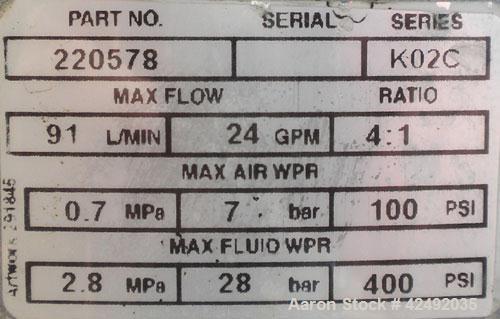 PART NO. SERIAL SERIES
220578 K02C
MAX FLOW RATIO
91 L/MIN 24 GPM 4:1
MAX AIR WPR
0.7 MPa 7 bar 100 PSI
MAX FLUID WPR
2.8 MPa 28 bar 400 PSI
Artwork 291845
Aaron Stock # 42492035